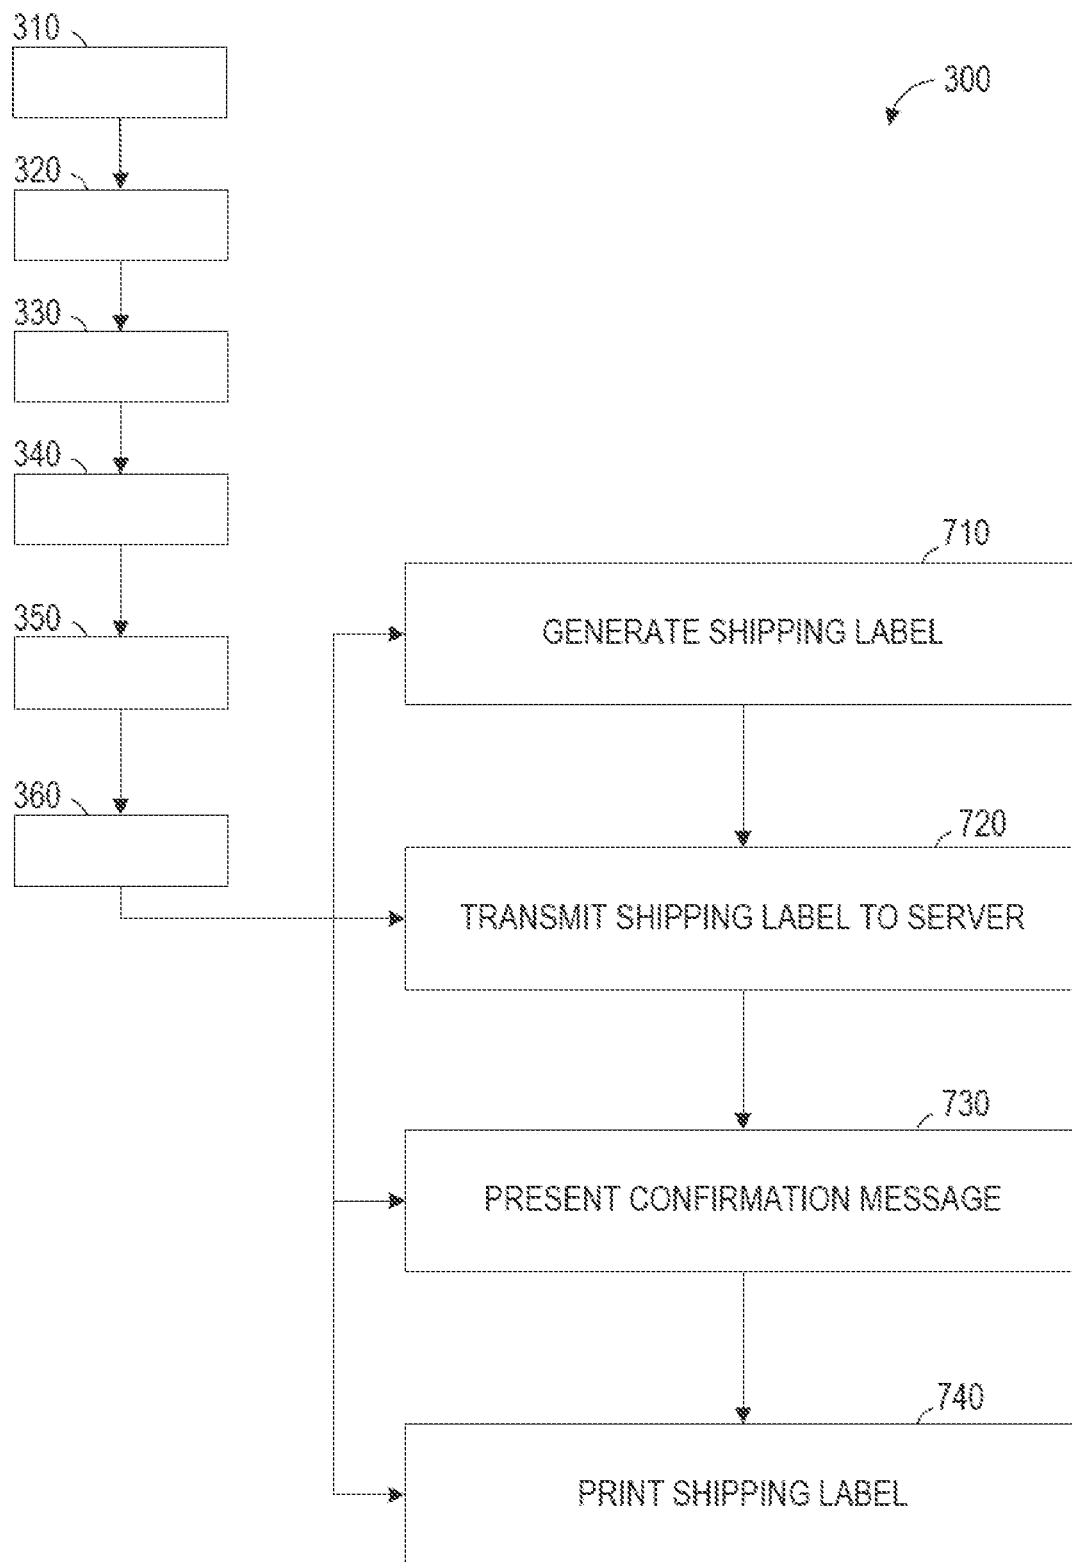 310
300
320
330
340
710
GENERATE SHIPPING LABEL
350
360
720
TRANSMIT SHIPPING LABEL TO SERVER
730
PRESENT CONFIRMATION MESSAGE
740
PRINT SHIPPING LABEL